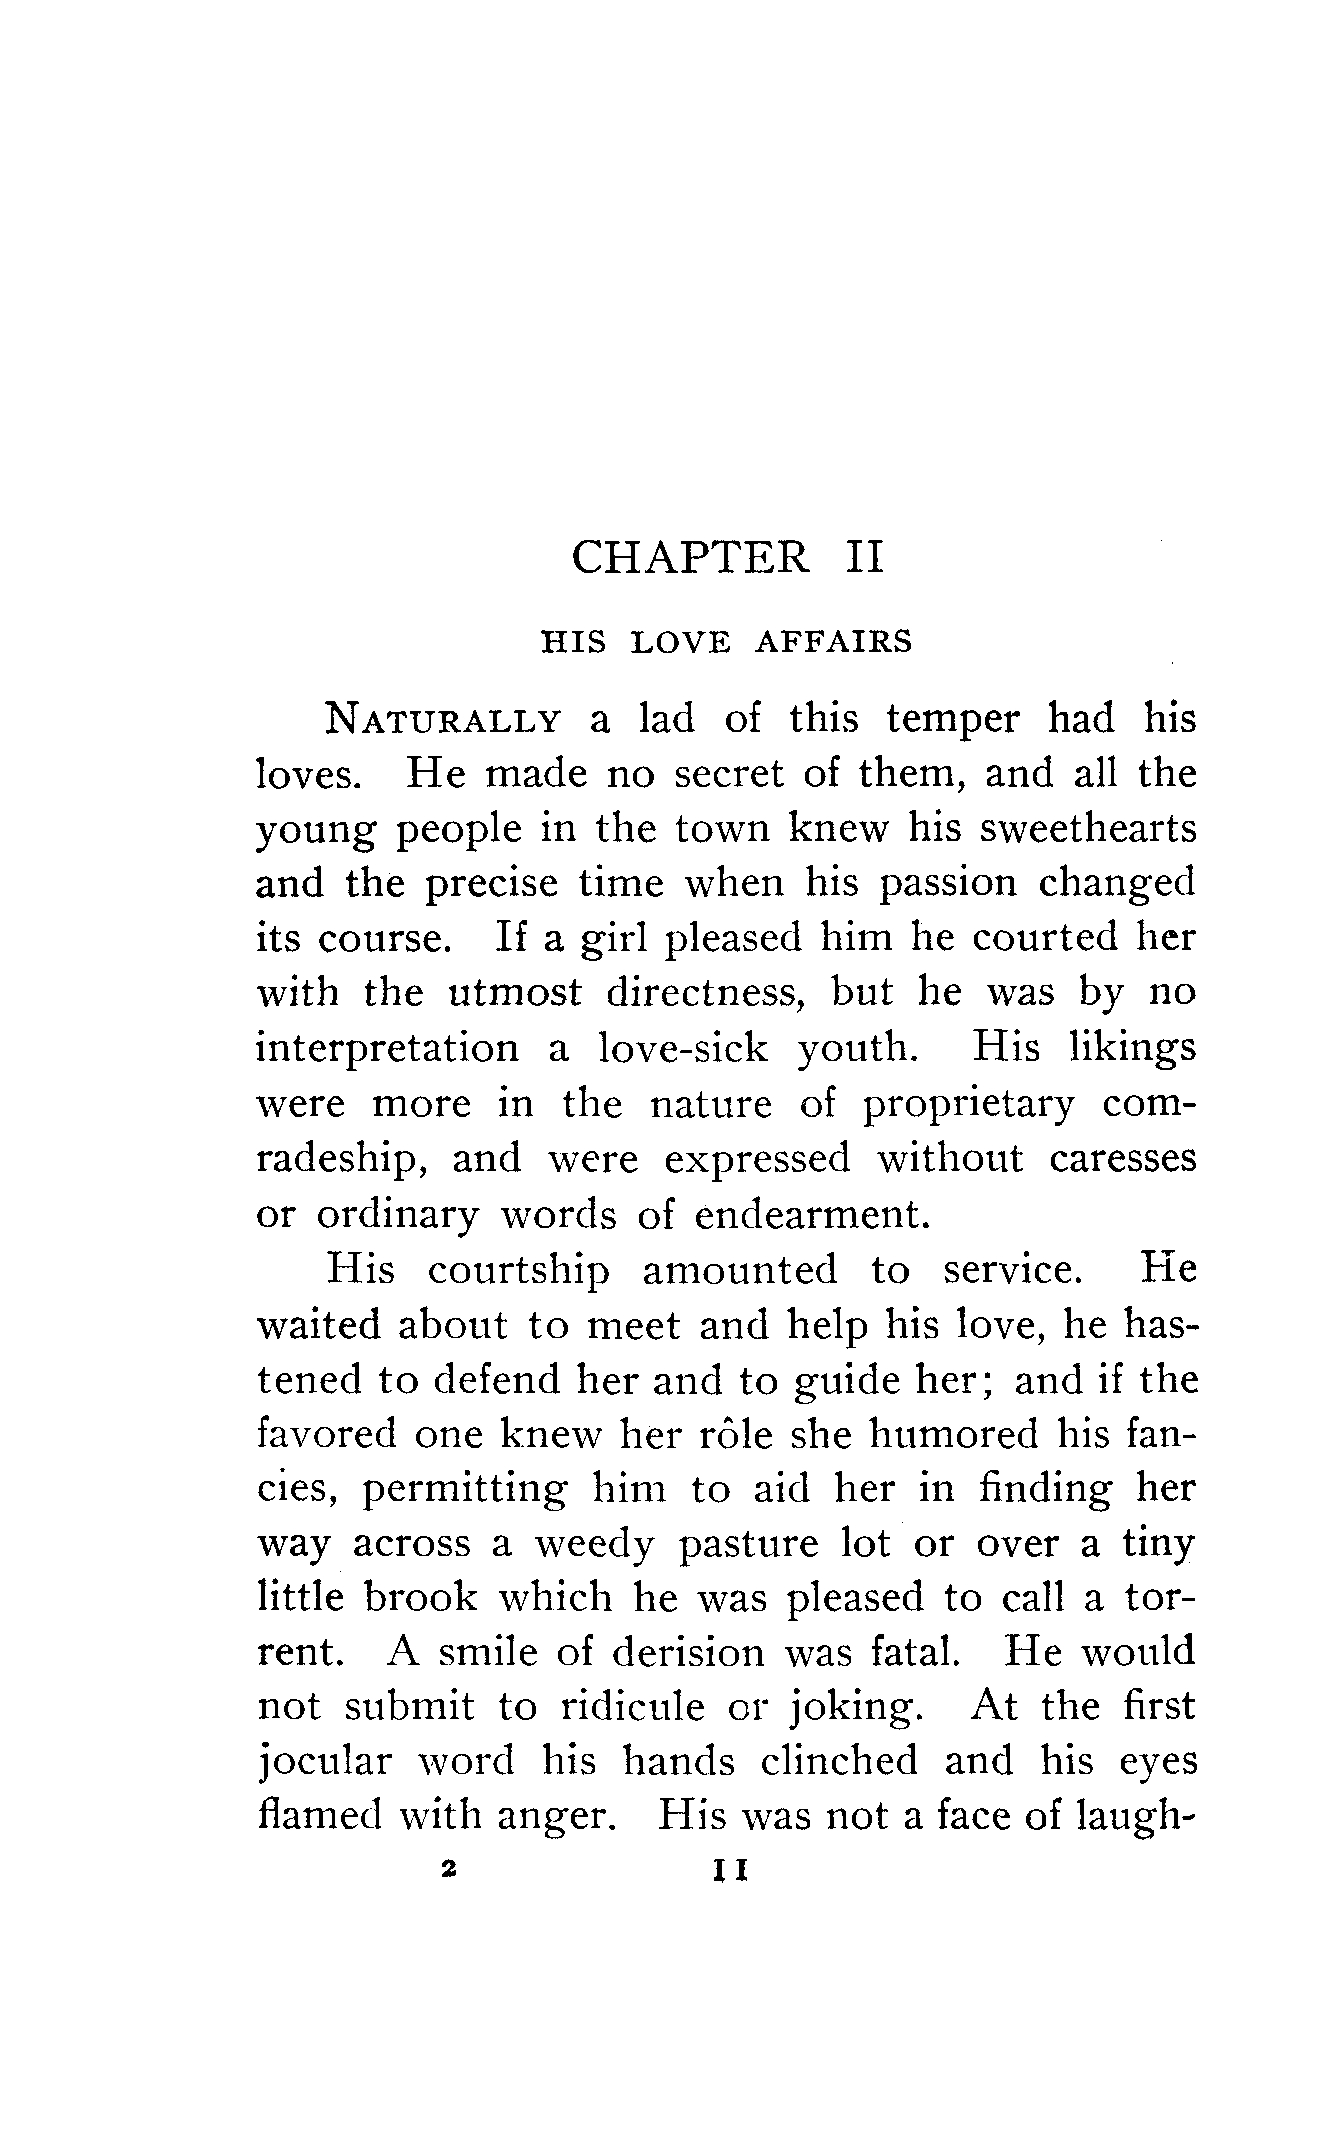 CHAPTER II
HIS LOVE AFFAIRS
NATURALLY a lad of this temper had his
loves. He made no secret of them, and all the
young people in the town knew his sweethearts
and the precise time when his passion changed
its course. If a girl pleased him he courted her
with the utmost directness, but he was by no
interpretation a love-sick youth. His likings
were more in the nature of proprietary com-
radeship, and were expressed without caresses
or ordinary words of endearment.
His courtship amounted to service. He
waited about to meet and help his love, he has-
tened to defend her and to guide her; and if the
favored one knew her rôle she humored his fan-
cies, permitting him to aid her in finding her
way across a weedy pasture lot or over a tiny
little brook which he was pleased to call a tor-
rent. A smile of derision was fatal. He would
not submit to ridicule or joking. At the first
jocular word his hands clinched and his eyes
flamed with anger. His was not a face of laugh-
2 11